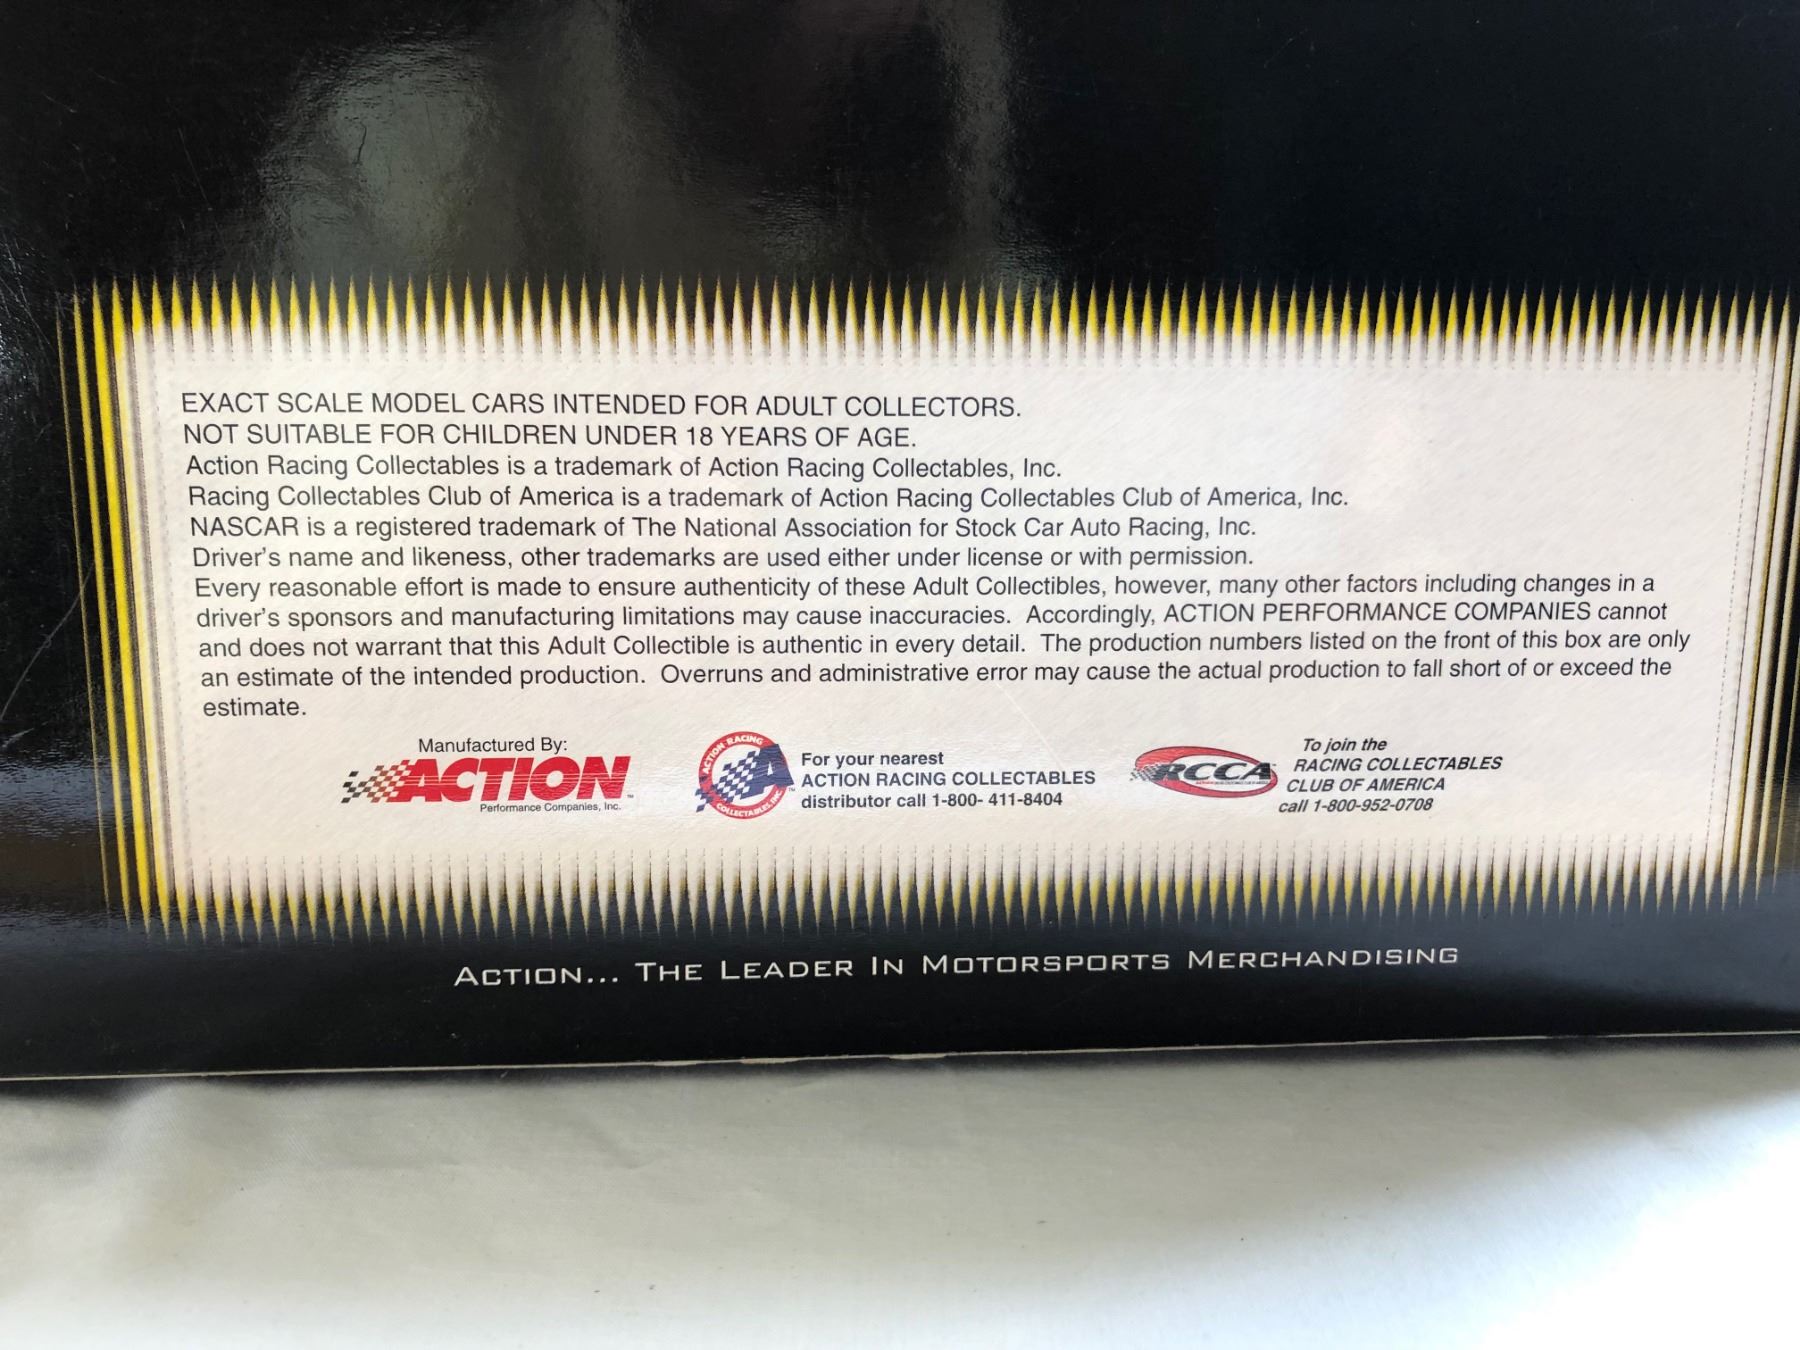 EXACT SCALE MODEL CARS INTENDED FOR ADULT COLLECTORS.
NOT SUITABLE FOR CHILDREN UNDER 18 YEARS OF AGE.
Action Racing Collectables is a trademark of Action Racing Collectables, Inc.
Racing Collectables Club of America is a trademark of Action Racing Collectables Club of America, Inc.
NASCAR is a registered trademark of The National Association for Stock Car Auto Racing, Inc.
Driver's name and likeness, other trademarks are used either under license or with permission.
Every reasonable effort is made to ensure authenticity of these Adult Collectibles, however, many other factors including changes in a
driver's sponsors and manufacturing limitations may cause inaccuracies.  Accordingly, ACTION PERFORMANCE COMPANIES cannot
and does not warrant that this Adult Collectible is authentic in every detail.  The production numbers listed on the front of this box are only
an estimate of the intended production.  Overruns and administrative error may cause the actual production to fall short of or exceed the
estimate.
Manufactured By:
ACTION™
Performance Companies, Inc.
ACTION RACING
A™
COLLECTABLES, INC.
For your nearest
ACTION RACING COLLECTABLES
distributor call 1-800- 411-8404
RCCA
To join the
RACING COLLECTABLES
CLUB OF AMERICA
call 1-800-952-0708
ACTION... THE LEADER IN MOTORSPORTS MERCHANDISING